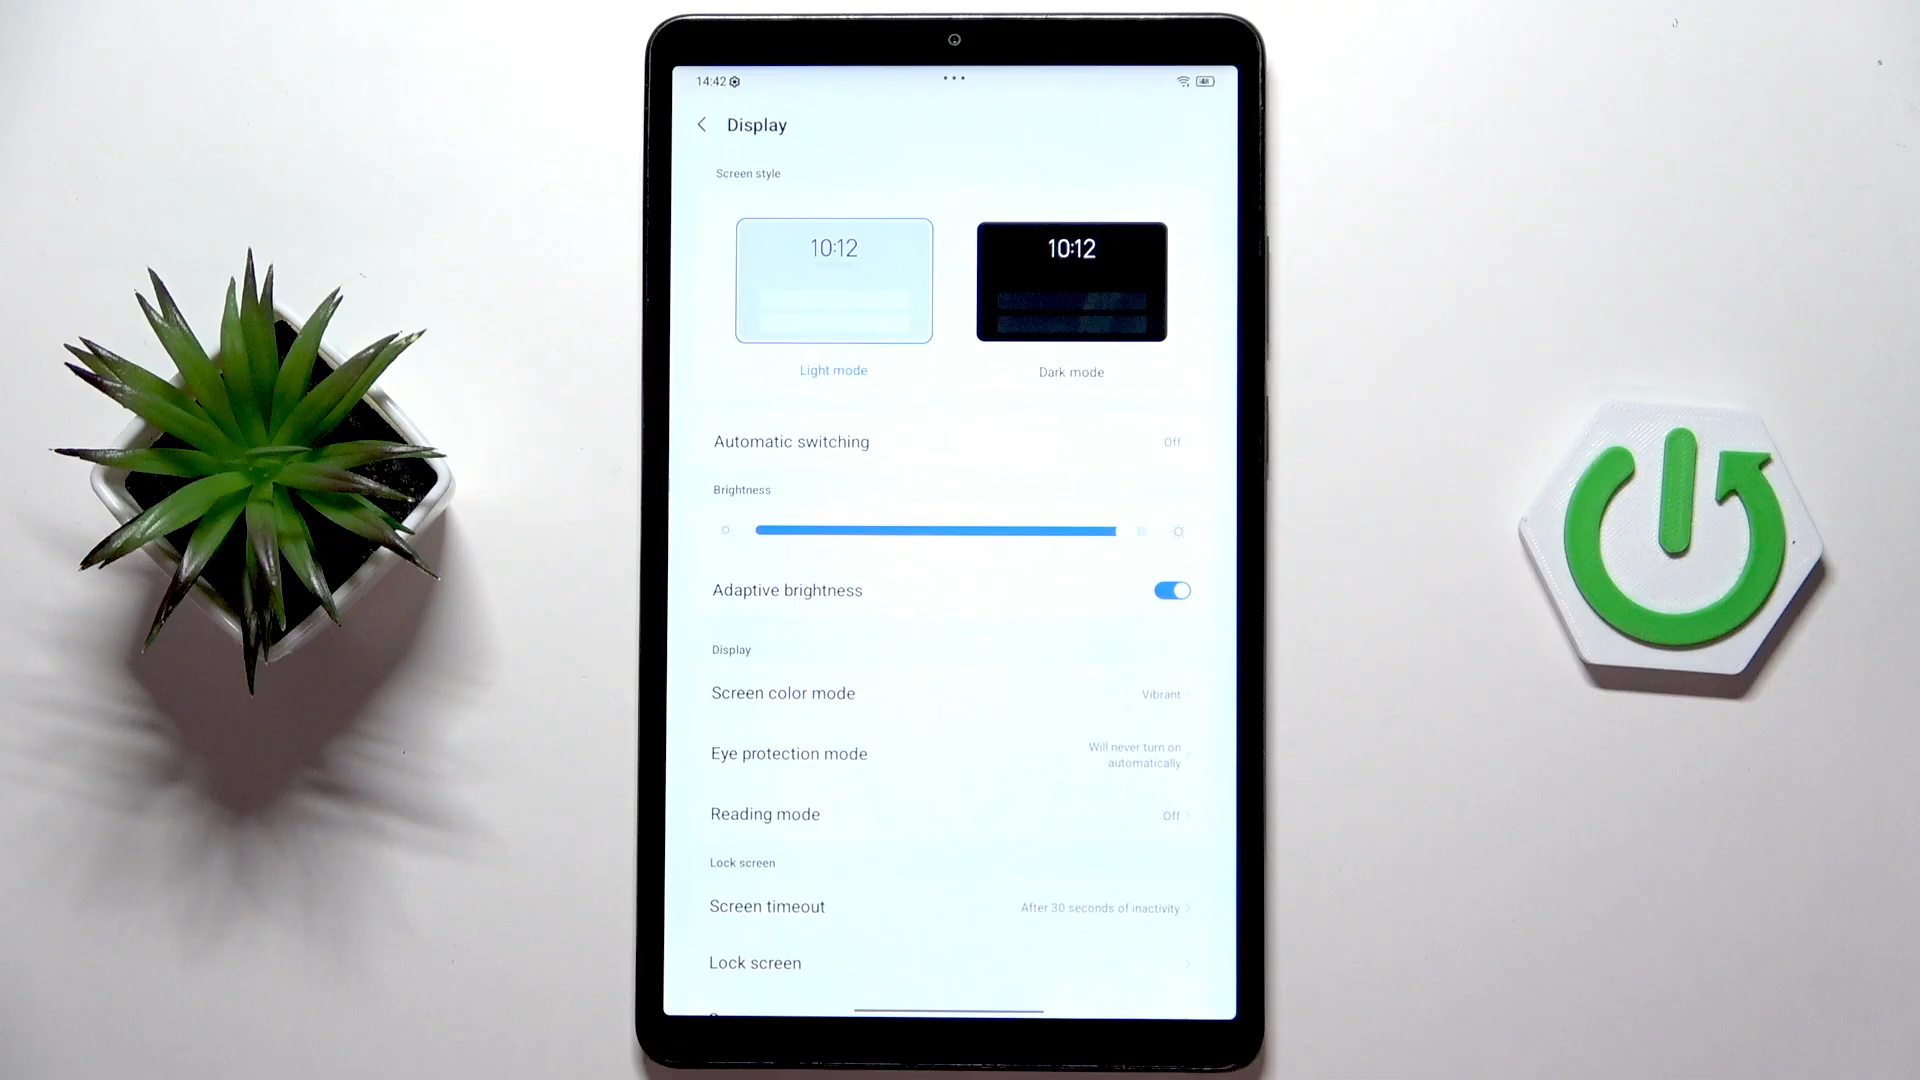 14:42
48
Display
Screen style
10:12
10:12
Light mode
Dark mode
Automatic switching
Off
Brightness
Adaptive brightness
Display
Screen color mode
Vibrant
Eye protection mode
Will never turn on
automatically
Reading mode
Off
Lock screen
Screen timeout
After 30 seconds of inactivity
Lock screen